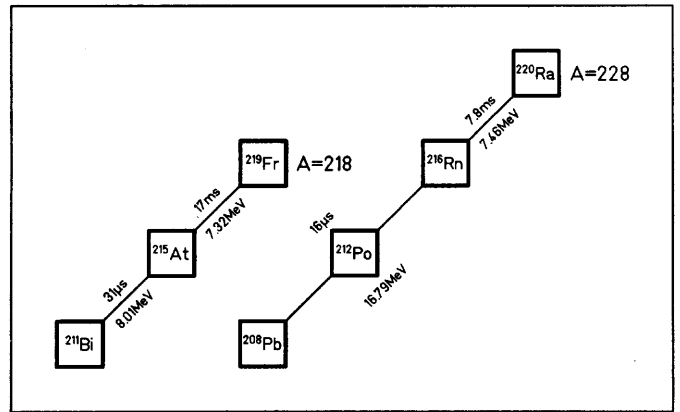 ²²⁰Ra A=228
7.8ms
7.46MeV
²¹⁹Fr A=218
²¹⁶Rn
17ms
7.32MeV
²¹⁵At
16µs
²¹²Po
16.79MeV
31µs
8.01MeV
²¹¹Bi
²⁰⁸Pb